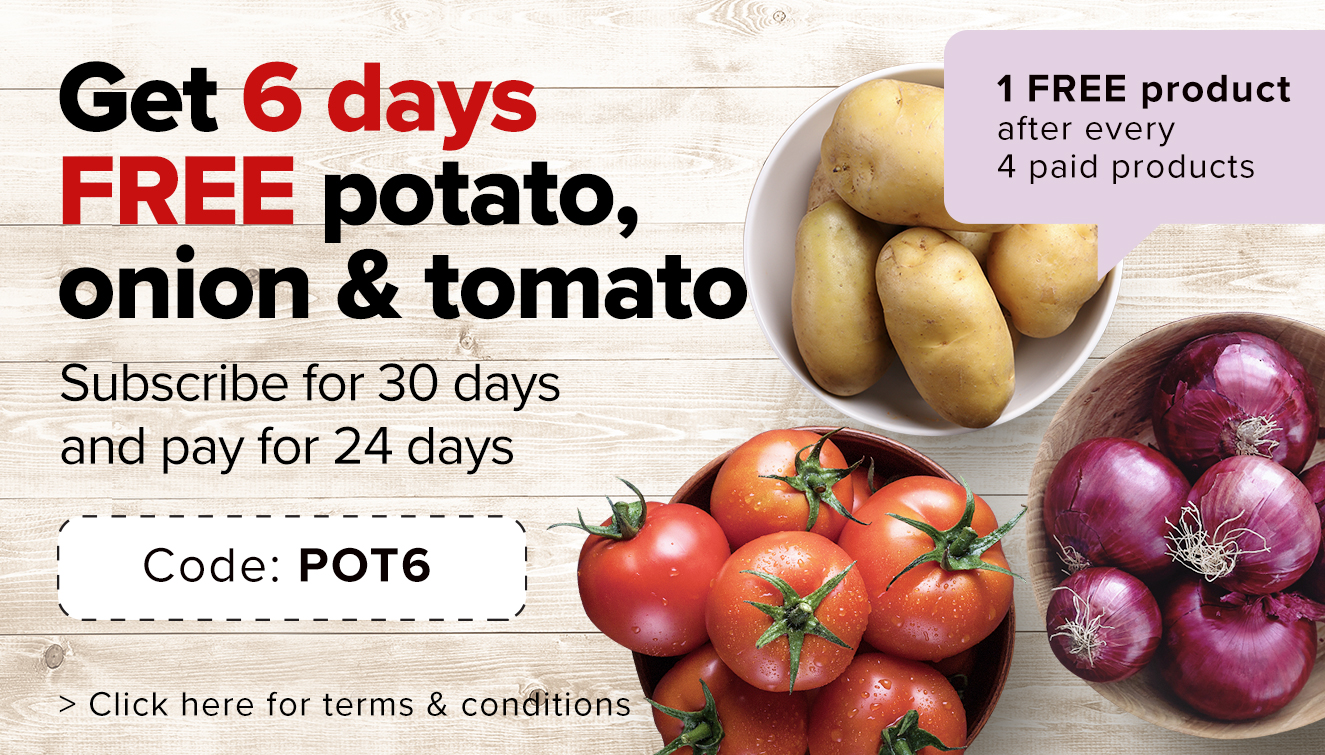 Get 6 days
FREE potato,
onion & tomato
Subscribe for 30 days
and pay for 24 days
Code: POT6
> Click here for terms & conditions
1 FREE product
after every
4 paid products